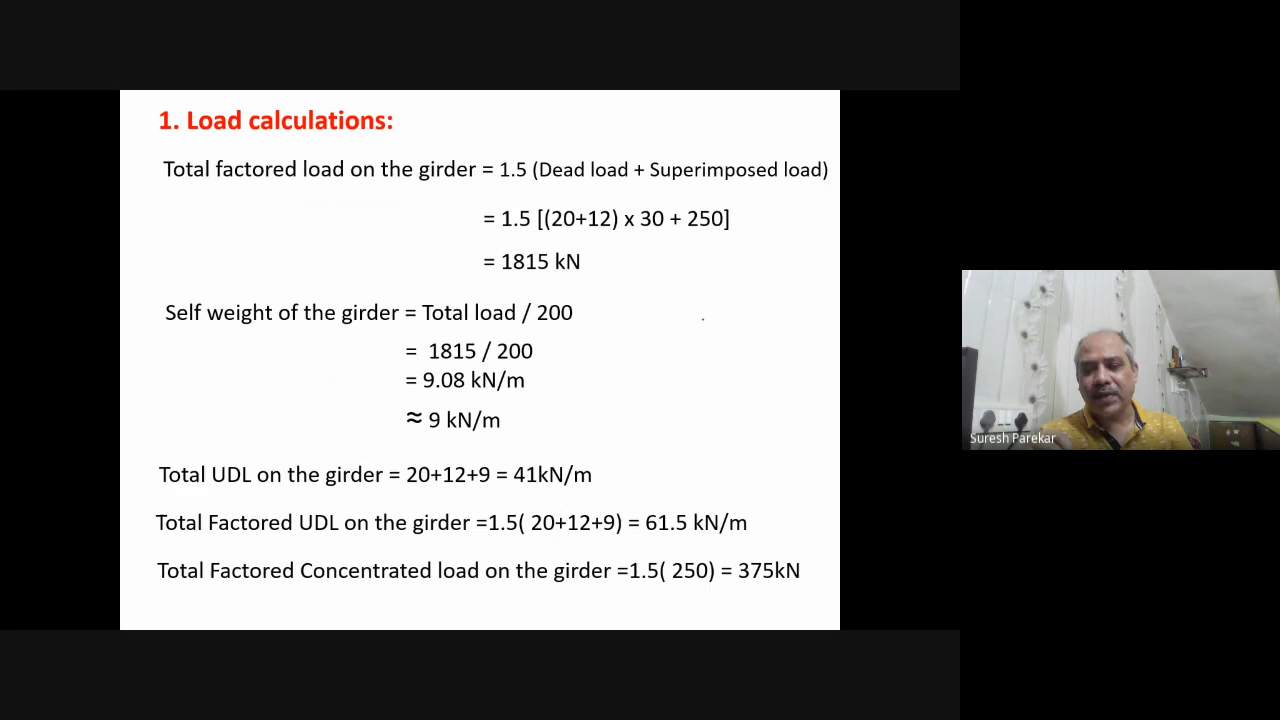 1. Load calculations:
Total factored load on the girder = 1.5 (Dead load + Superimposed load)
= 1.5 [(20+12) x 30 + 250]
= 1815 kN
Self weight of the girder = Total load / 200
= 1815 / 200
= 9.08 kN/m
≈ 9 kN/m
Total UDL on the girder = 20+12+9 = 41kN/m
Total Factored UDL on the girder =1.5( 20+12+9) = 61.5 kN/m
Total Factored Concentrated load on the girder =1.5( 250) = 375kN
Suresh Parekar